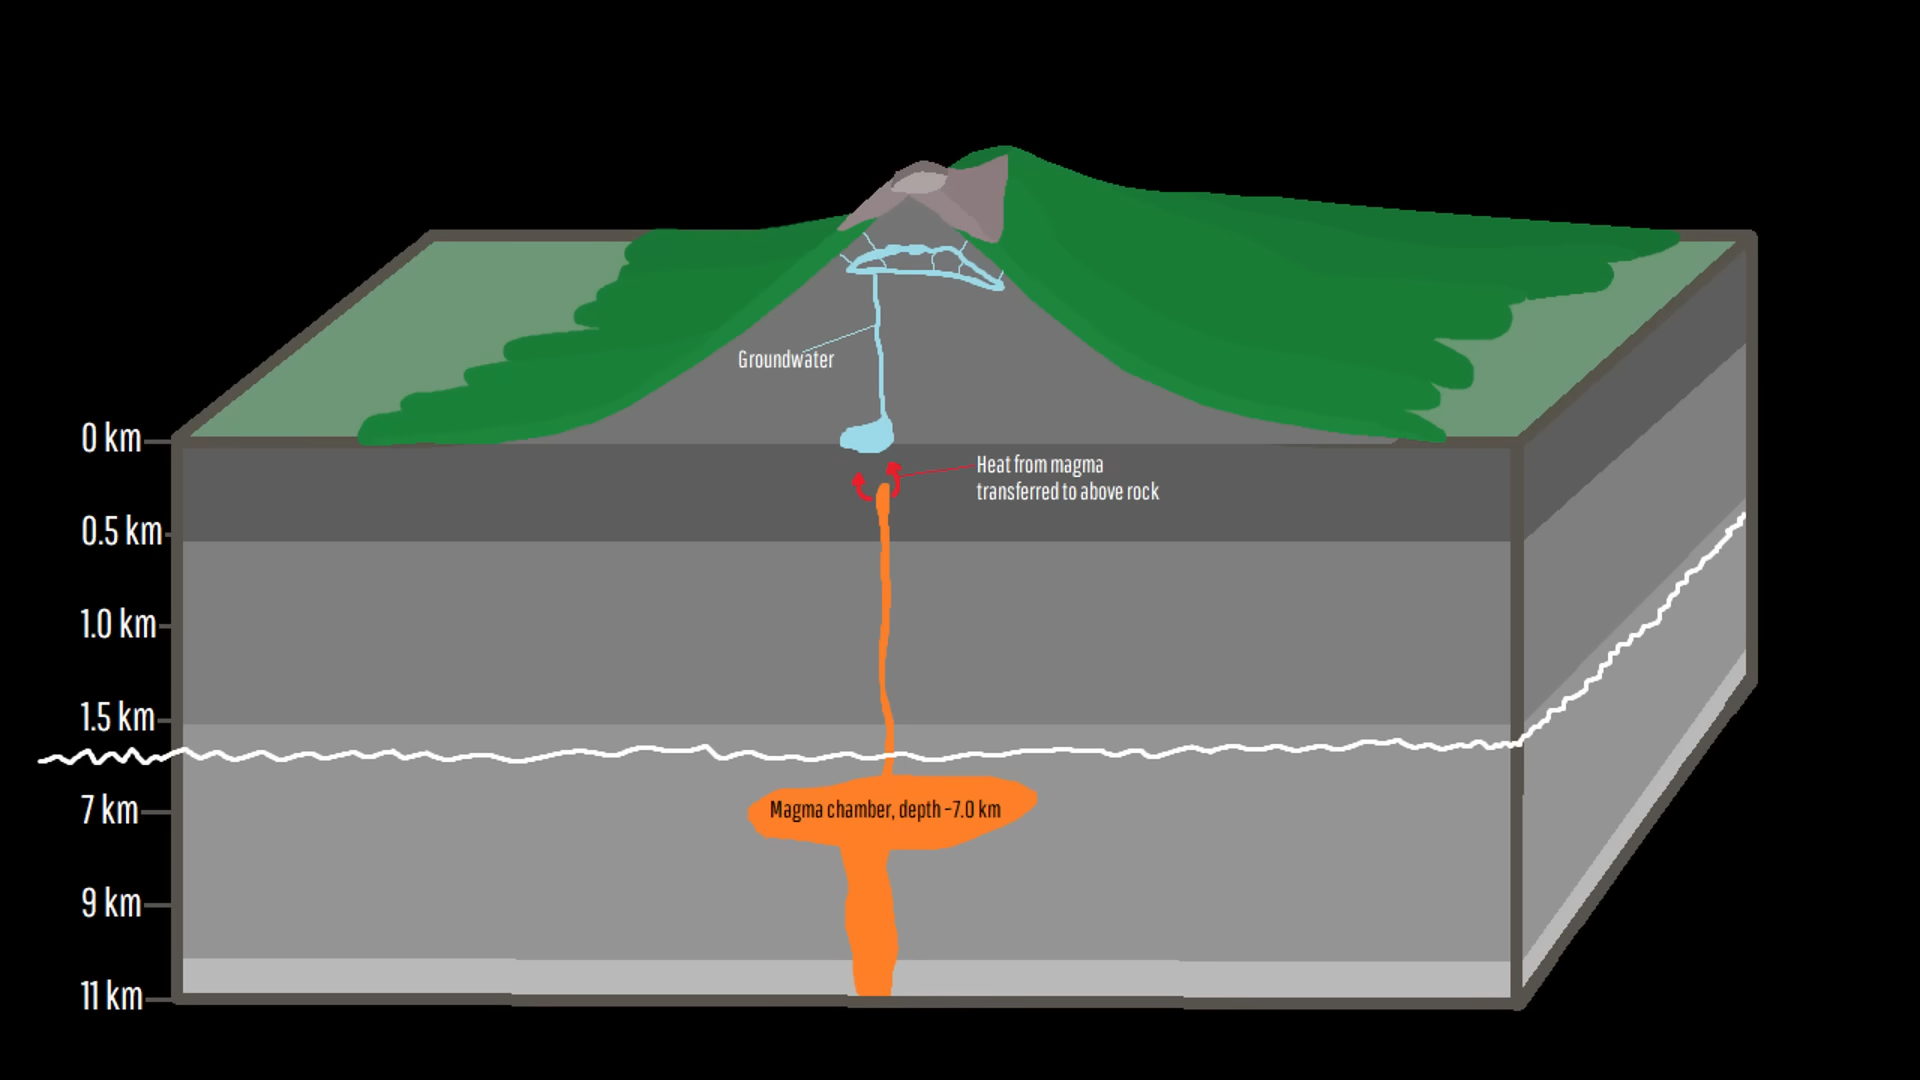 Groundwater
0 km
Heat from magma
transferred to above rock
0.5 km
1.0 km
1.5 km
7 km
Magma chamber, depth ~7.0 km
9 km
11 km